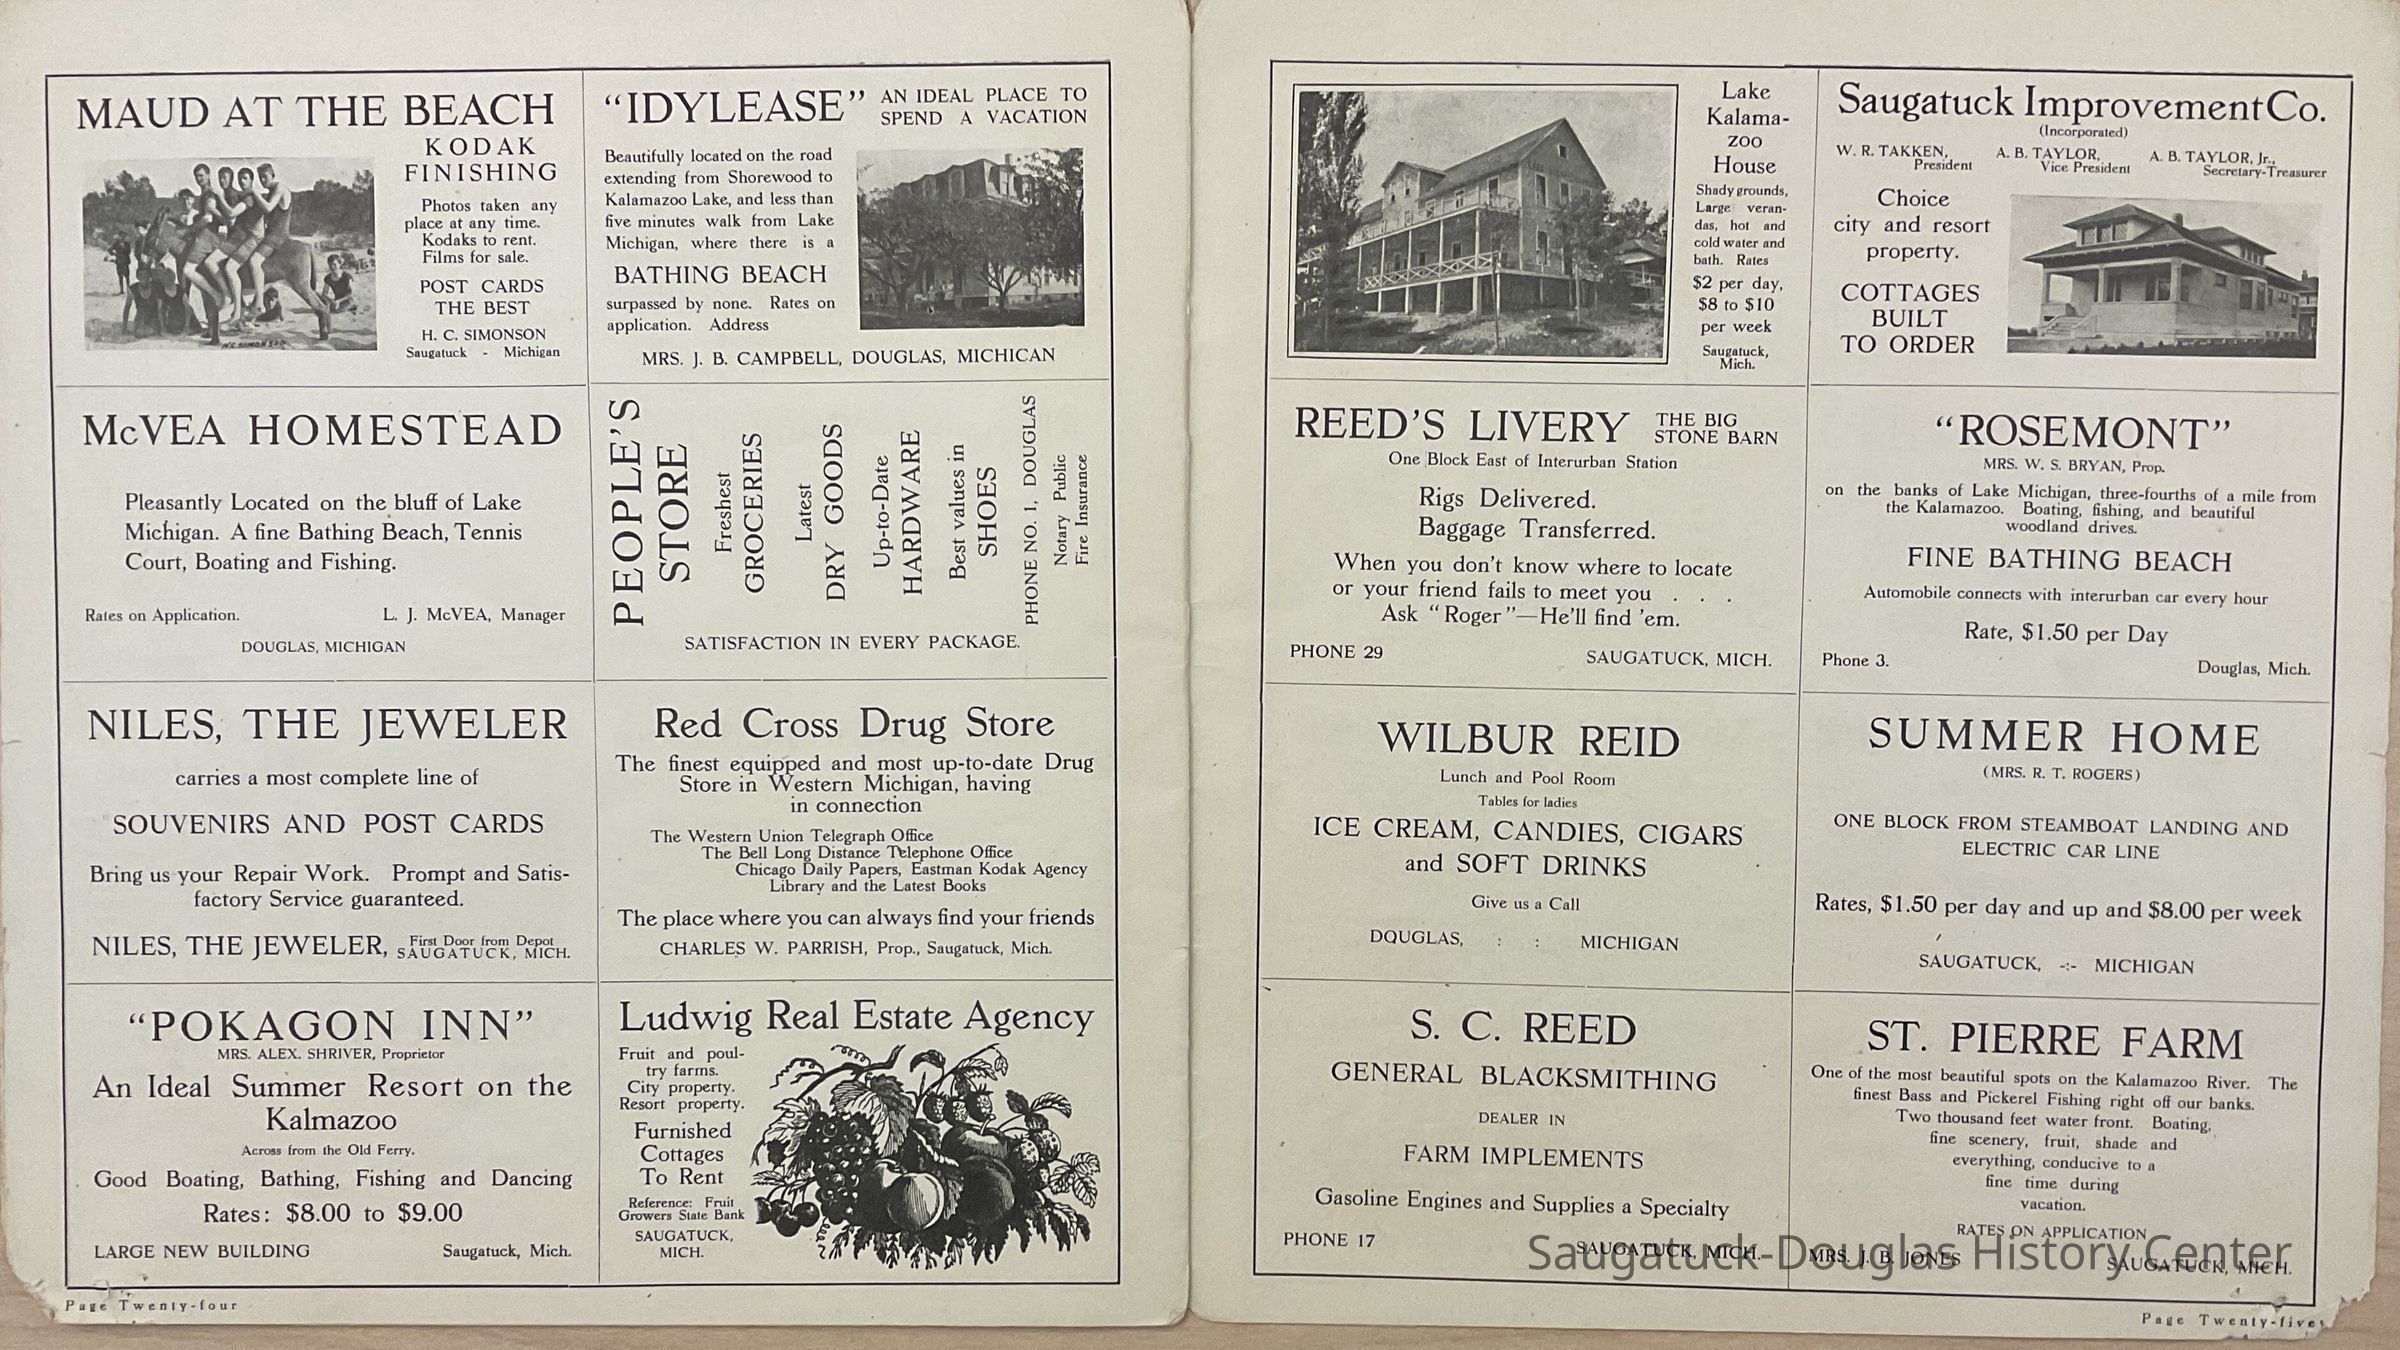 MAUD AT THE BEACH
KODAK
FINISHING
Photos taken any
place at any time.
Kodaks to rent.
Films for sale.
POST CARDS
THE BEST
H. C. SIMONSON
Saugatuck - Michigan
H.C. SIMONSON
"IDYLEASE"
AN IDEAL PLACE TO
SPEND A VACATION
Beautifully located on the road
extending from Shorewood to
Kalamazoo Lake, and less than
five minutes walk from Lake
Michigan, where there is a
BATHING BEACH
surpassed by none. Rates on
application. Address
MRS. J. B. CAMPBELL, DOUGLAS, MICHICAN
McVEA HOMESTEAD
Pleasantly Located on the bluff of Lake
Michigan. A fine Bathing Beach, Tennis
Court, Boating and Fishing.
Rates on Application. L. J. McVEA, Manager
DOUGLAS, MICHIGAN
PEOPLE'S
STORE
Freshest
GROCERIES
Latest
DRY GOODS
Up-to-Date
HARDWARE
Best values in
SHOES
PHONE NO. 1, DOUGLAS
Notary Public
Fire Insurance
SATISFACTION IN EVERY PACKAGE.
NILES, THE JEWELER
carries a most complete line of
SOUVENIRS AND POST CARDS
Bring us your Repair Work. Prompt and Satis-
factory Service guaranteed.
NILES, THE JEWELER, First Door from Depot
SAUGATUCK, MICH.
Red Cross Drug Store
The finest equipped and most up-to-date Drug
Store in Western Michigan, having
in connection
The Western Union Telegraph Office
The Bell Long Distance Telephone Office
Chicago Daily Papers, Eastman Kodak Agency
Library and the Latest Books
The place where you can always find your friends
CHARLES W. PARRISH, Prop., Saugatuck, Mich.
"POKAGON INN"
MRS. ALEX. SHRIVER, Proprietor
An Ideal Summer Resort on the
Kalmazoo
Across from the Old Ferry.
Good Boating, Bathing, Fishing and Dancing
Rates: $8.00 to $9.00
LARGE NEW BUILDING Saugatuck, Mich.
Ludwig Real Estate Agency
Fruit and poul-
try farms.
City property.
Resort property.
Furnished
Cottages
To Rent
Reference: Fruit
Growers State Bank
SAUGATUCK,
MICH.
Page Twenty-four
Lake
Kalama-
zoo
House
Shady grounds,
Large veran-
das, hot and
cold water and
bath. Rates
$2 per day,
$8 to $10
per week
Saugatuck,
Mich.
Saugatuck Improvement Co.
(Incorporated)
W. R. TAKKEN, A. B. TAYLOR, A. B. TAYLOR, Jr.,
President Vice President Secretary-Treasurer
Choice
city and resort
property.
COTTAGES
BUILT
TO ORDER
REED'S LIVERY
THE BIG
STONE BARN
One Block East of Interurban Station
Rigs Delivered.
Baggage Transferred.
When you don't know where to locate
or your friend fails to meet you . . .
Ask "Roger"—He'll find 'em.
PHONE 29 SAUGATUCK, MICH.
"ROSEMONT"
MRS. W. S. BRYAN, Prop.
on the banks of Lake Michigan, three-fourths of a mile from
the Kalamazoo. Boating, fishing, and beautiful
woodland drives.
FINE BATHING BEACH
Automobile connects with interurban car every hour
Rate, $1.50 per Day
Phone 3. Douglas, Mich.
WILBUR REID
Lunch and Pool Room
Tables for ladies
ICE CREAM, CANDIES, CIGARS
and SOFT DRINKS
Give us a Call
DOUGLAS, : : MICHIGAN
SUMMER HOME
(MRS. R. T. ROGERS)
ONE BLOCK FROM STEAMBOAT LANDING AND
ELECTRIC CAR LINE
Rates, $1.50 per day and up and $8.00 per week
SAUGATUCK, -:- MICHIGAN
S. C. REED
GENERAL BLACKSMITHING
DEALER IN
FARM IMPLEMENTS
Gasoline Engines and Supplies a Specialty
PHONE 17 SAUGATUCK, MICH.
ST. PIERRE FARM
One of the most beautiful spots on the Kalamazoo River. The
finest Bass and Pickerel Fishing right off our banks.
Two thousand feet water front. Boating,
fine scenery, fruit, shade and
everything, conducive to a
fine time during
vacation.
RATES ON APPLICATION
MRS. J. B. JONES SAUGATUCK, MICH.
Page Twenty-five
Saugatuck-Douglas History Center